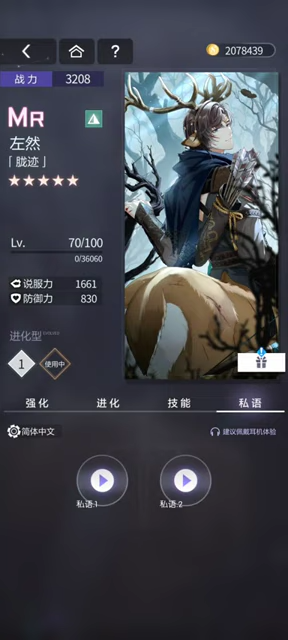 ?
2078439
战力 3208
MR
左然
「胧迹」
Lv. 70/100
0/36060
说服力 1661
防御力 830
进化型
1
使用中
强化 进化 技能 私语
简体中文
建议佩戴耳机体验
私语.1 私语.2